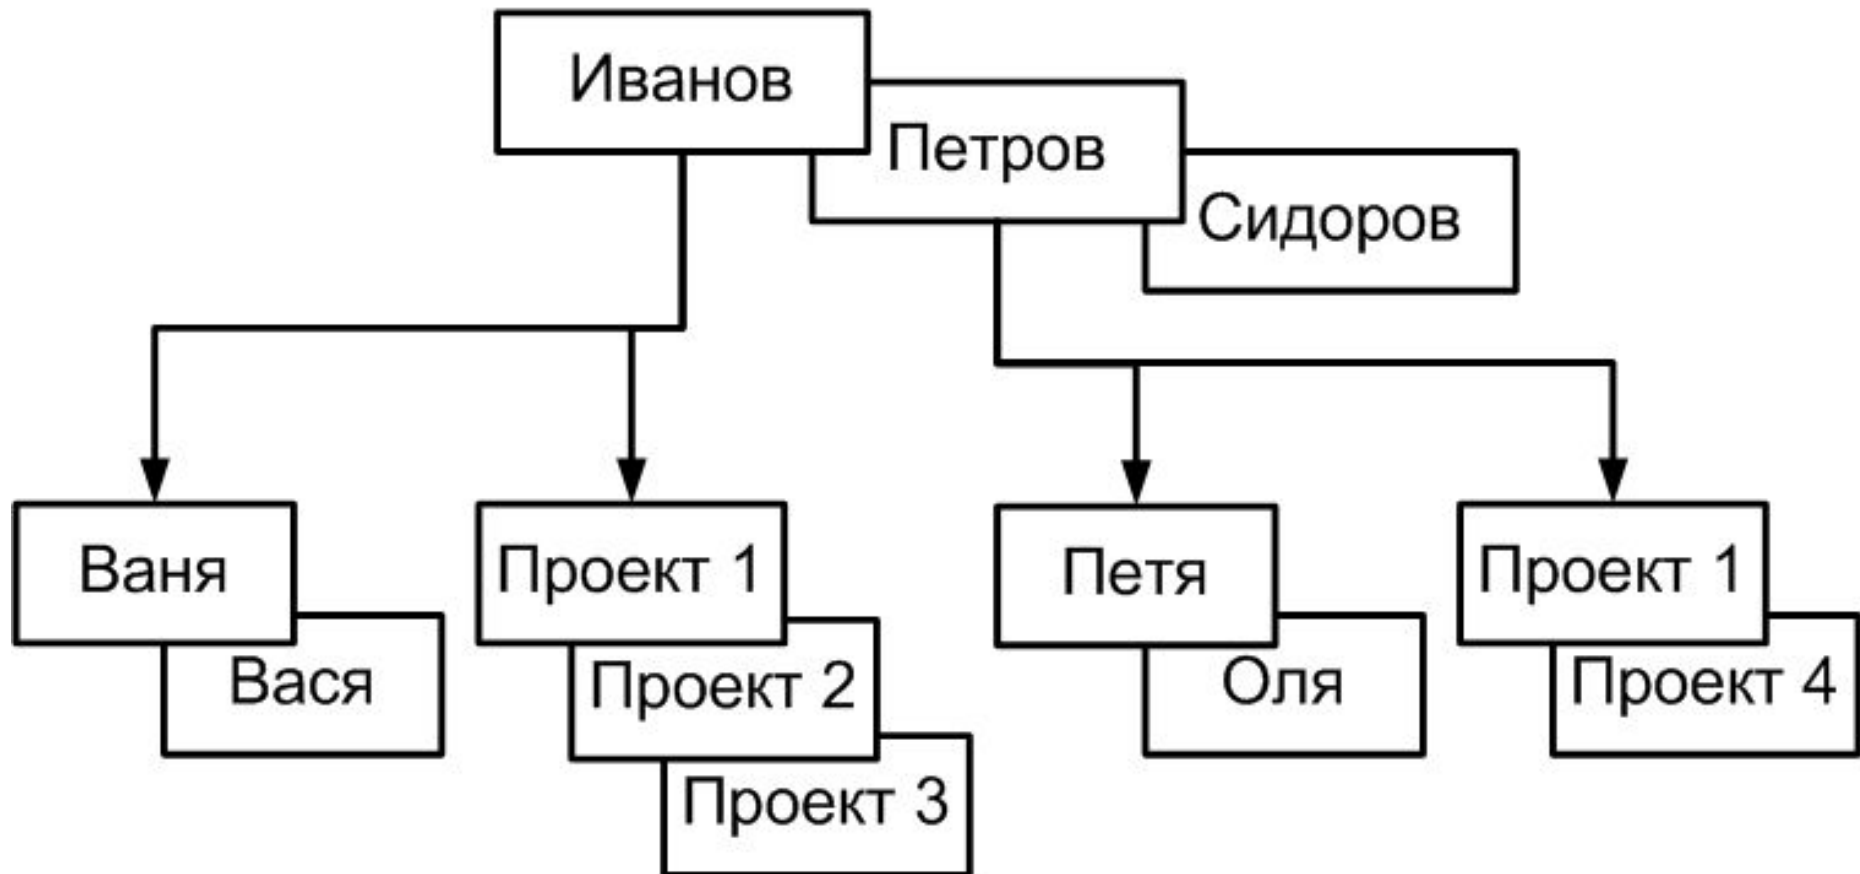 Иванов
Петров
Сидоров
Ваня
Вася
Проект 1
Проект 2
Проект 3
Петя
Оля
Проект 1
Проект 4